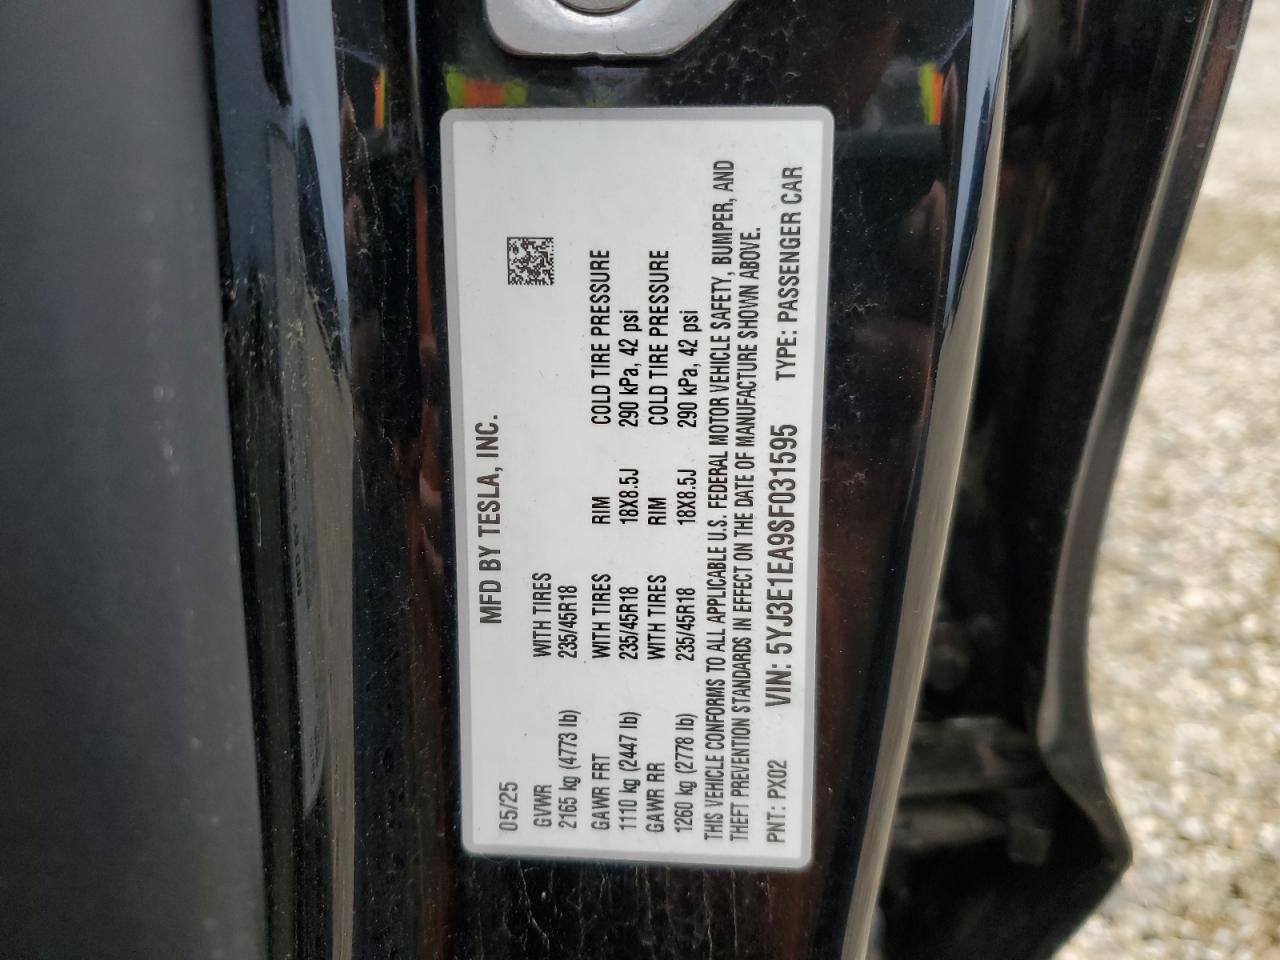 MFD BY TESLA, INC.
05/25
GVWR WITH TIRES
2165 kg (4773 lb) 235/45R18
GAWR FRT WITH TIRES RIM COLD TIRE PRESSURE
1110 kg (2447 lb) 235/45R18 18X8.5J 290 kPa, 42 psi
GAWR RR WITH TIRES RIM COLD TIRE PRESSURE
1260 kg (2778 lb) 235/45R18 18X8.5J 290 kPa, 42 psi
THIS VEHICLE CONFORMS TO ALL APPLICABLE U.S. FEDERAL MOTOR VEHICLE SAFETY, BUMPER, AND
THEFT PREVENTION STANDARDS IN EFFECT ON THE DATE OF MANUFACTURE SHOWN ABOVE.
PNT: PX02 VIN: 5YJ3E1EA9SF031595 TYPE: PASSENGER CAR